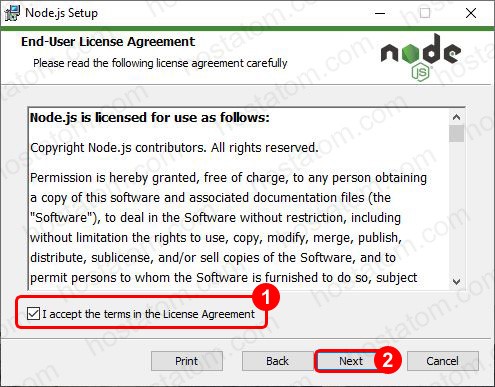 Node.js Setup
End-User License Agreement
Please read the following license agreement carefully
node
JS
Node.js is licensed for use as follows:
Copyright Node.js contributors. All rights reserved.
Permission is hereby granted, free of charge, to any person obtaining
a copy of this software and associated documentation files (the
"Software"), to deal in the Software without restriction, including
without limitation the rights to use, copy, modify, merge, publish,
distribute, sublicense, and/or sell copies of the Software, and to
permit persons to whom the Software is furnished to do so, subject
1
I accept the terms in the License Agreement
Print Back Next 2 Cancel
hostatom.com